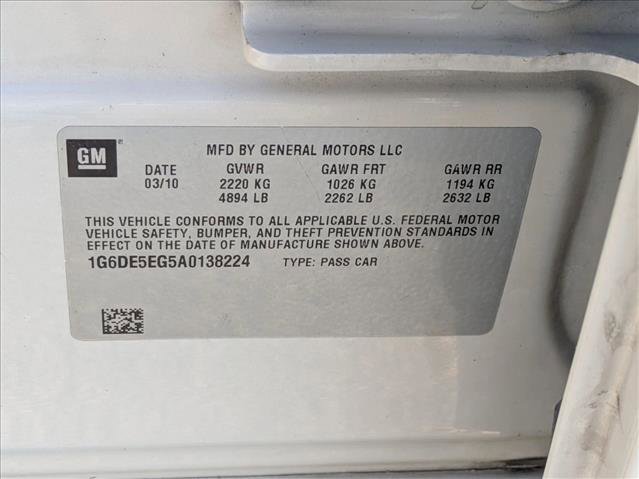 GM
MFD BY GENERAL MOTORS LLC
DATE GVWR GAWR FRT GAWR RR
03/10 2220 KG 1026 KG 1194 KG
4894 LB 2262 LB 2632 LB
THIS VEHICLE CONFORMS TO ALL APPLICABLE U.S. FEDERAL MOTOR
VEHICLE SAFETY, BUMPER, AND THEFT PREVENTION STANDARDS IN
EFFECT ON THE DATE OF MANUFACTURE SHOWN ABOVE.
1G6DE5EG5A0138224 TYPE: PASS CAR